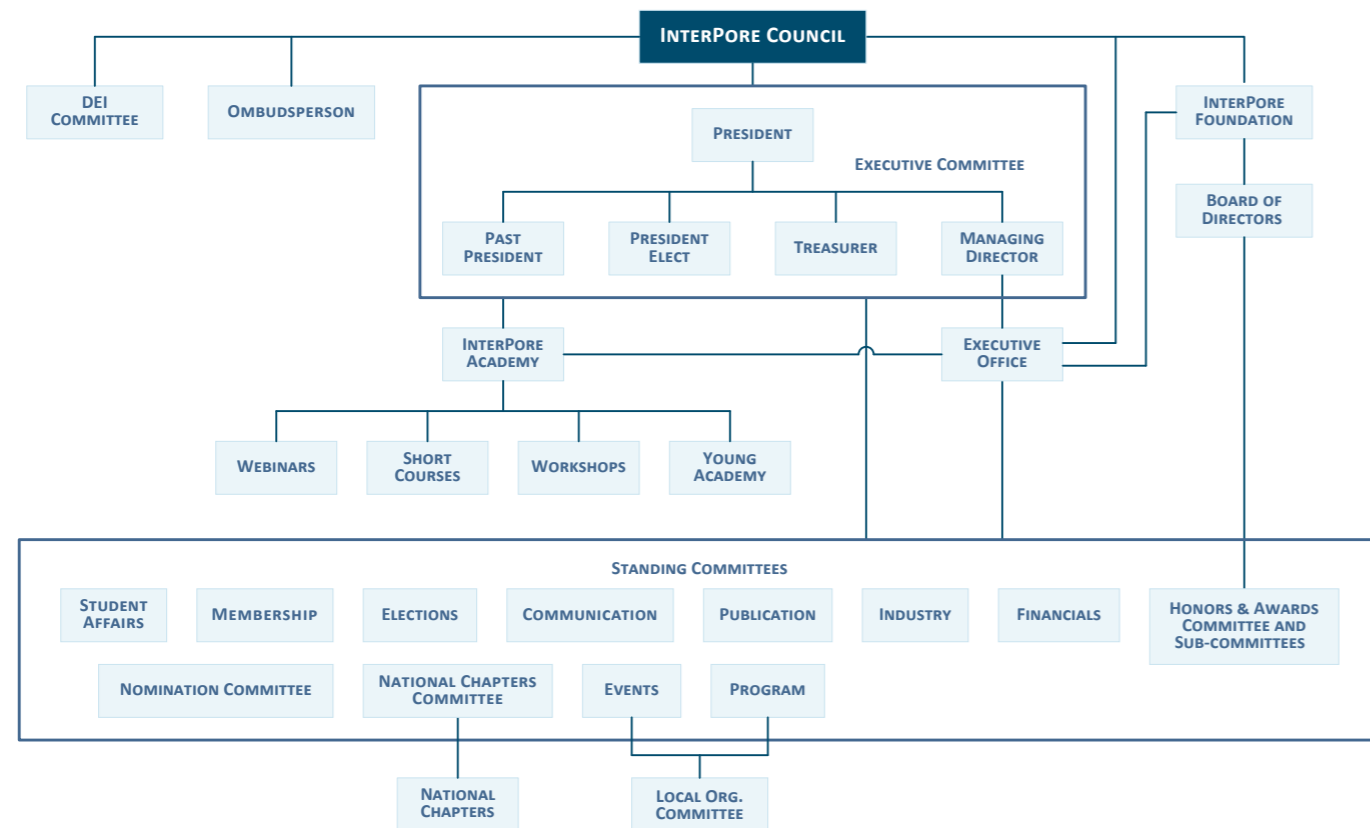 InterPore Council
DEI
Committee
Ombudsperson
InterPore
Foundation
President
Executive Committee
Board of
Directors
Past
President
President
Elect
Treasurer
Managing
Director
InterPore
Academy
Executive
Office
Webinars
Short
Courses
Workshops
Young
Academy
Standing Committees
Student
Affairs
Membership
Elections
Communication
Publication
Industry
Financials
Honors & Awards
Committee and
Sub-committees
Nomination Committee
National Chapters
Committee
Events
Program
National
Chapters
Local Org.
Committee